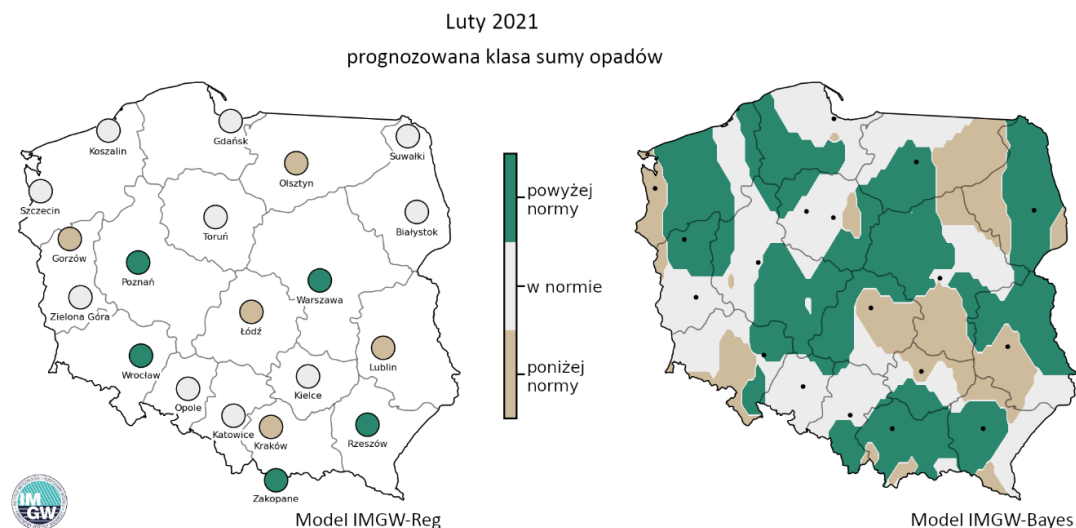 Luty 2021
prognozowana klasa sumy opadów
Koszalin
Gdańsk
Suwałki
Olsztyn
Szczecin
Toruń
Białystok
Gorzów
Poznań
Zielona Góra
Warszawa
Łódź
Wrocław
Lublin
Opole
Kielce
Katowice
Kraków
Rzeszów
Zakopane
powyżej
normy
w normie
poniżej
normy
IM
GW
Model IMGW-Reg
Model IMGW-Bayes